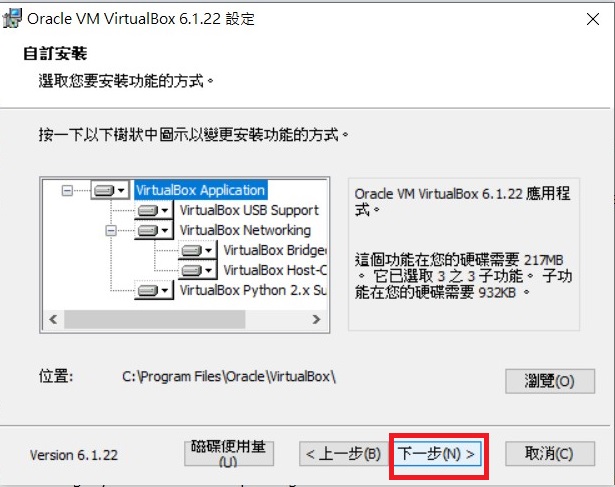 Oracle VM VirtualBox 6.1.22 設定
自訂安裝
選取您要安裝功能的方式。
按一下以下樹狀中圖示以變更安裝功能的方式。
VirtualBox Application
VirtualBox USB Support
VirtualBox Networking
VirtualBox Bridge
VirtualBox Host-C
VirtualBox Python 2.x Su
Oracle VM VirtualBox 6.1.22 應用程
式。
這個功能在您的硬碟需要 217MB
。 它已選取 3 之 3 子功能。 子功
能在您的硬碟需要 932KB 。
位置:
C:\Program Files\Oracle\VirtualBox\
瀏覽(O)
Version 6.1.22
磁碟使用量
(U)
< 上一步(B)
下一步(N) >
取消(C)